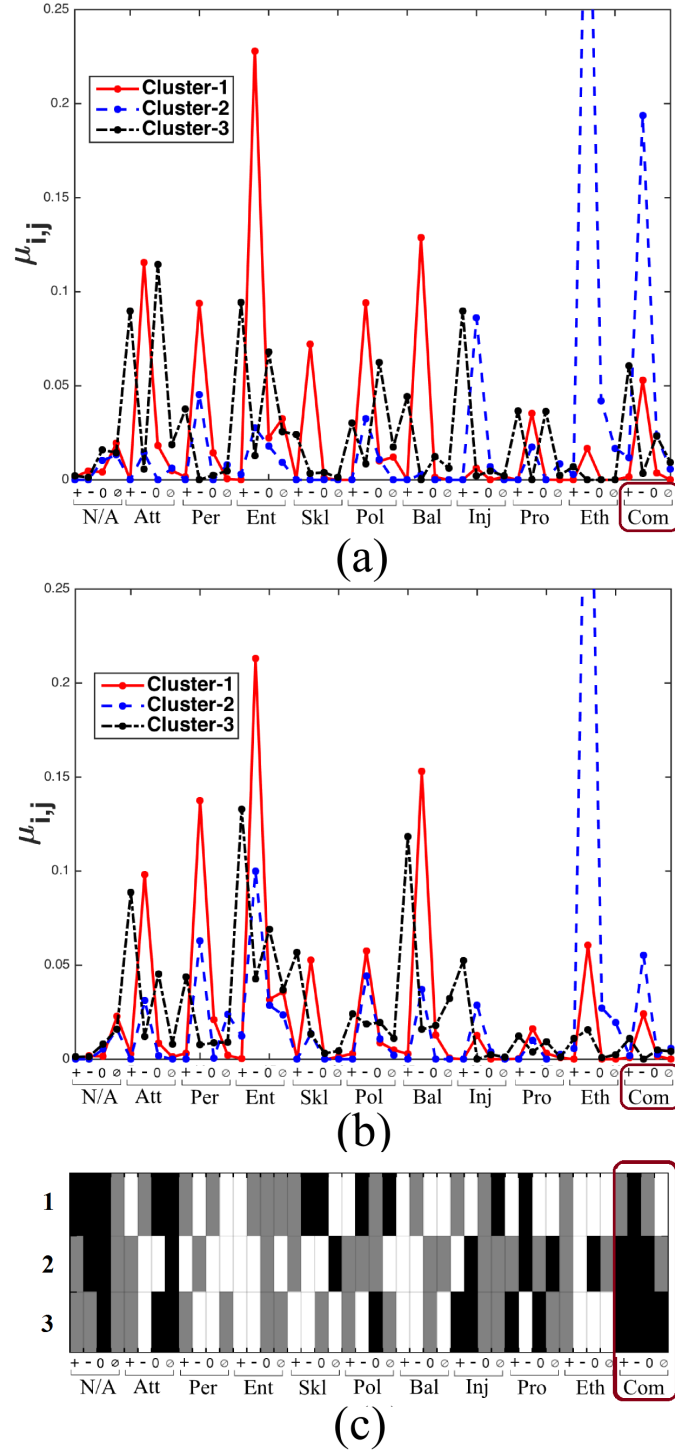 0.25
Cluster-1
Cluster-2
Cluster-3
0.2
0.15
μi,j
0.1
0.05
0
+ - 0 ∅ + - 0 ∅ + - 0 ∅ + - 0 ∅ + - 0 ∅ + - 0 ∅ + - 0 ∅ + - 0 ∅ + - 0 ∅ + - 0 ∅ + - 0 ∅
N/A Att Per Ent Skl Pol Bal Inj Pro Eth Com
(a)
0.25
Cluster-1
Cluster-2
Cluster-3
0.2
0.15
μi,j
0.1
0.05
0
+ - 0 ∅ + - 0 ∅ + - 0 ∅ + - 0 ∅ + - 0 ∅ + - 0 ∅ + - 0 ∅ + - 0 ∅ + - 0 ∅ + - 0 ∅ + - 0 ∅
N/A Att Per Ent Skl Pol Bal Inj Pro Eth Com
(b)
1
2
3
+ - 0 ∅ + - 0 ∅ + - 0 ∅ + - 0 ∅ + - 0 ∅ + - 0 ∅ + - 0 ∅ + - 0 ∅ + - 0 ∅ + - 0 ∅ + - 0 ∅
N/A Att Per Ent Skl Pol Bal Inj Pro Eth Com
(c)